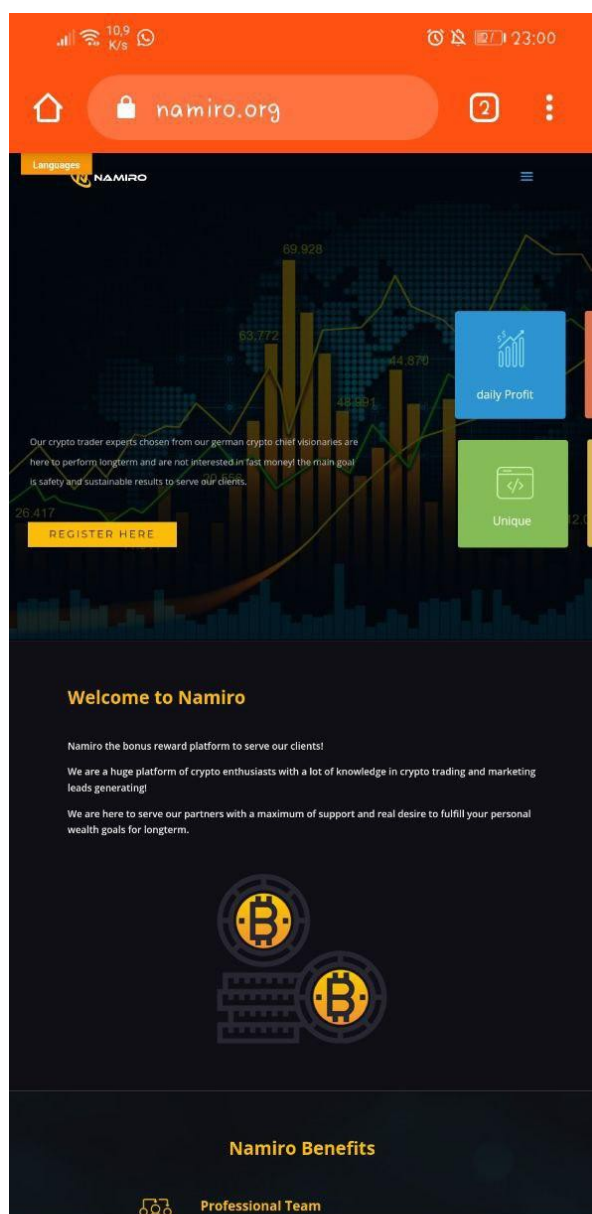 10,9
K/s
23:00
namiro.org
2
Languages
NAMIRO
69.928
63.772
44,870
48,991
daily Profit
Our crypto trader experts chosen from our german crypto chief visionaries are
here to perform longterm and are not interested in fast money! the main goal
is safety and sustainable results to serve our clients.
26.417
REGISTER HERE
Unique
Welcome to Namiro
Namiro the bonus reward platform to serve our clients!
We are a huge platform of crypto enthusiasts with a lot of knowledge in crypto trading and marketing
leads generating!
We are here to serve our partners with a maximum of support and real desire to fulfill your personal
wealth goals for longterm.
Namiro Benefits
Professional Team